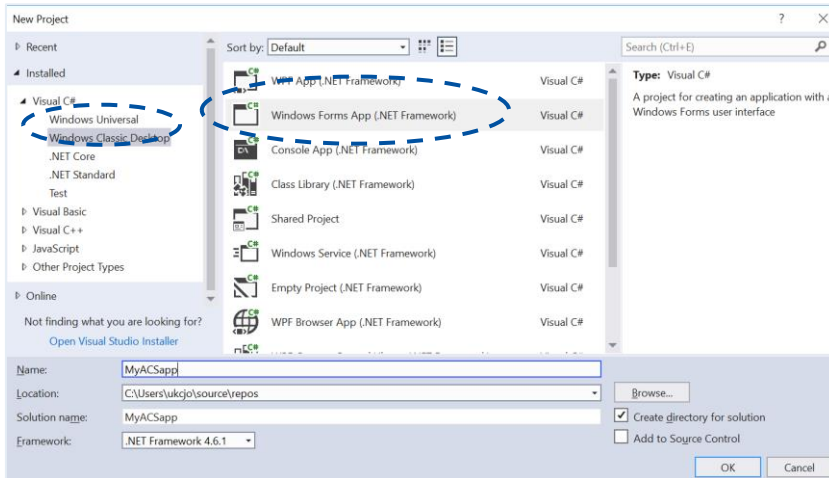 New Project
? ×
Recent
Sort by: Default
Search (Ctrl+E)
Installed
Visual C#
Windows Universal
Windows Classic Desktop
.NET Core
.NET Standard
Test
Visual Basic
Visual C++
JavaScript
Other Project Types
Online
Not finding what you are looking for?
Open Visual Studio Installer
WPF App (.NET Framework) Visual C#
Windows Forms App (.NET Framework) Visual C#
Console App (.NET Framework) Visual C#
Class Library (.NET Framework) Visual C#
Shared Project Visual C#
Windows Service (.NET Framework) Visual C#
Empty Project (.NET Framework) Visual C#
WPF Browser App (.NET Framework) Visual C#
Type: Visual C#
A project for creating an application with a
Windows Forms user interface
Name: MyACSapp
Location: C:\Users\ukcjo\source\repos
Browse...
Solution name: MyACSapp
Create directory for solution
Framework: .NET Framework 4.6.1
Add to Source Control
OK Cancel